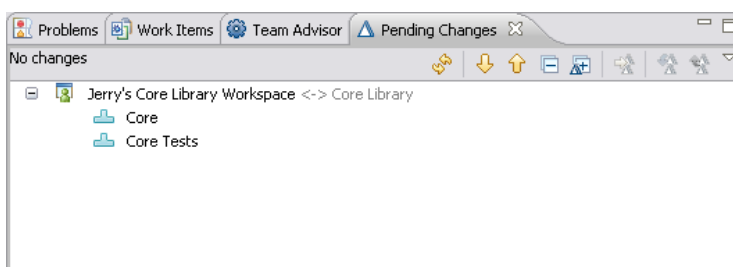 Problems Work Items Team Advisor Pending Changes
No changes
Jerry's Core Library Workspace <-> Core Library
Core
Core Tests